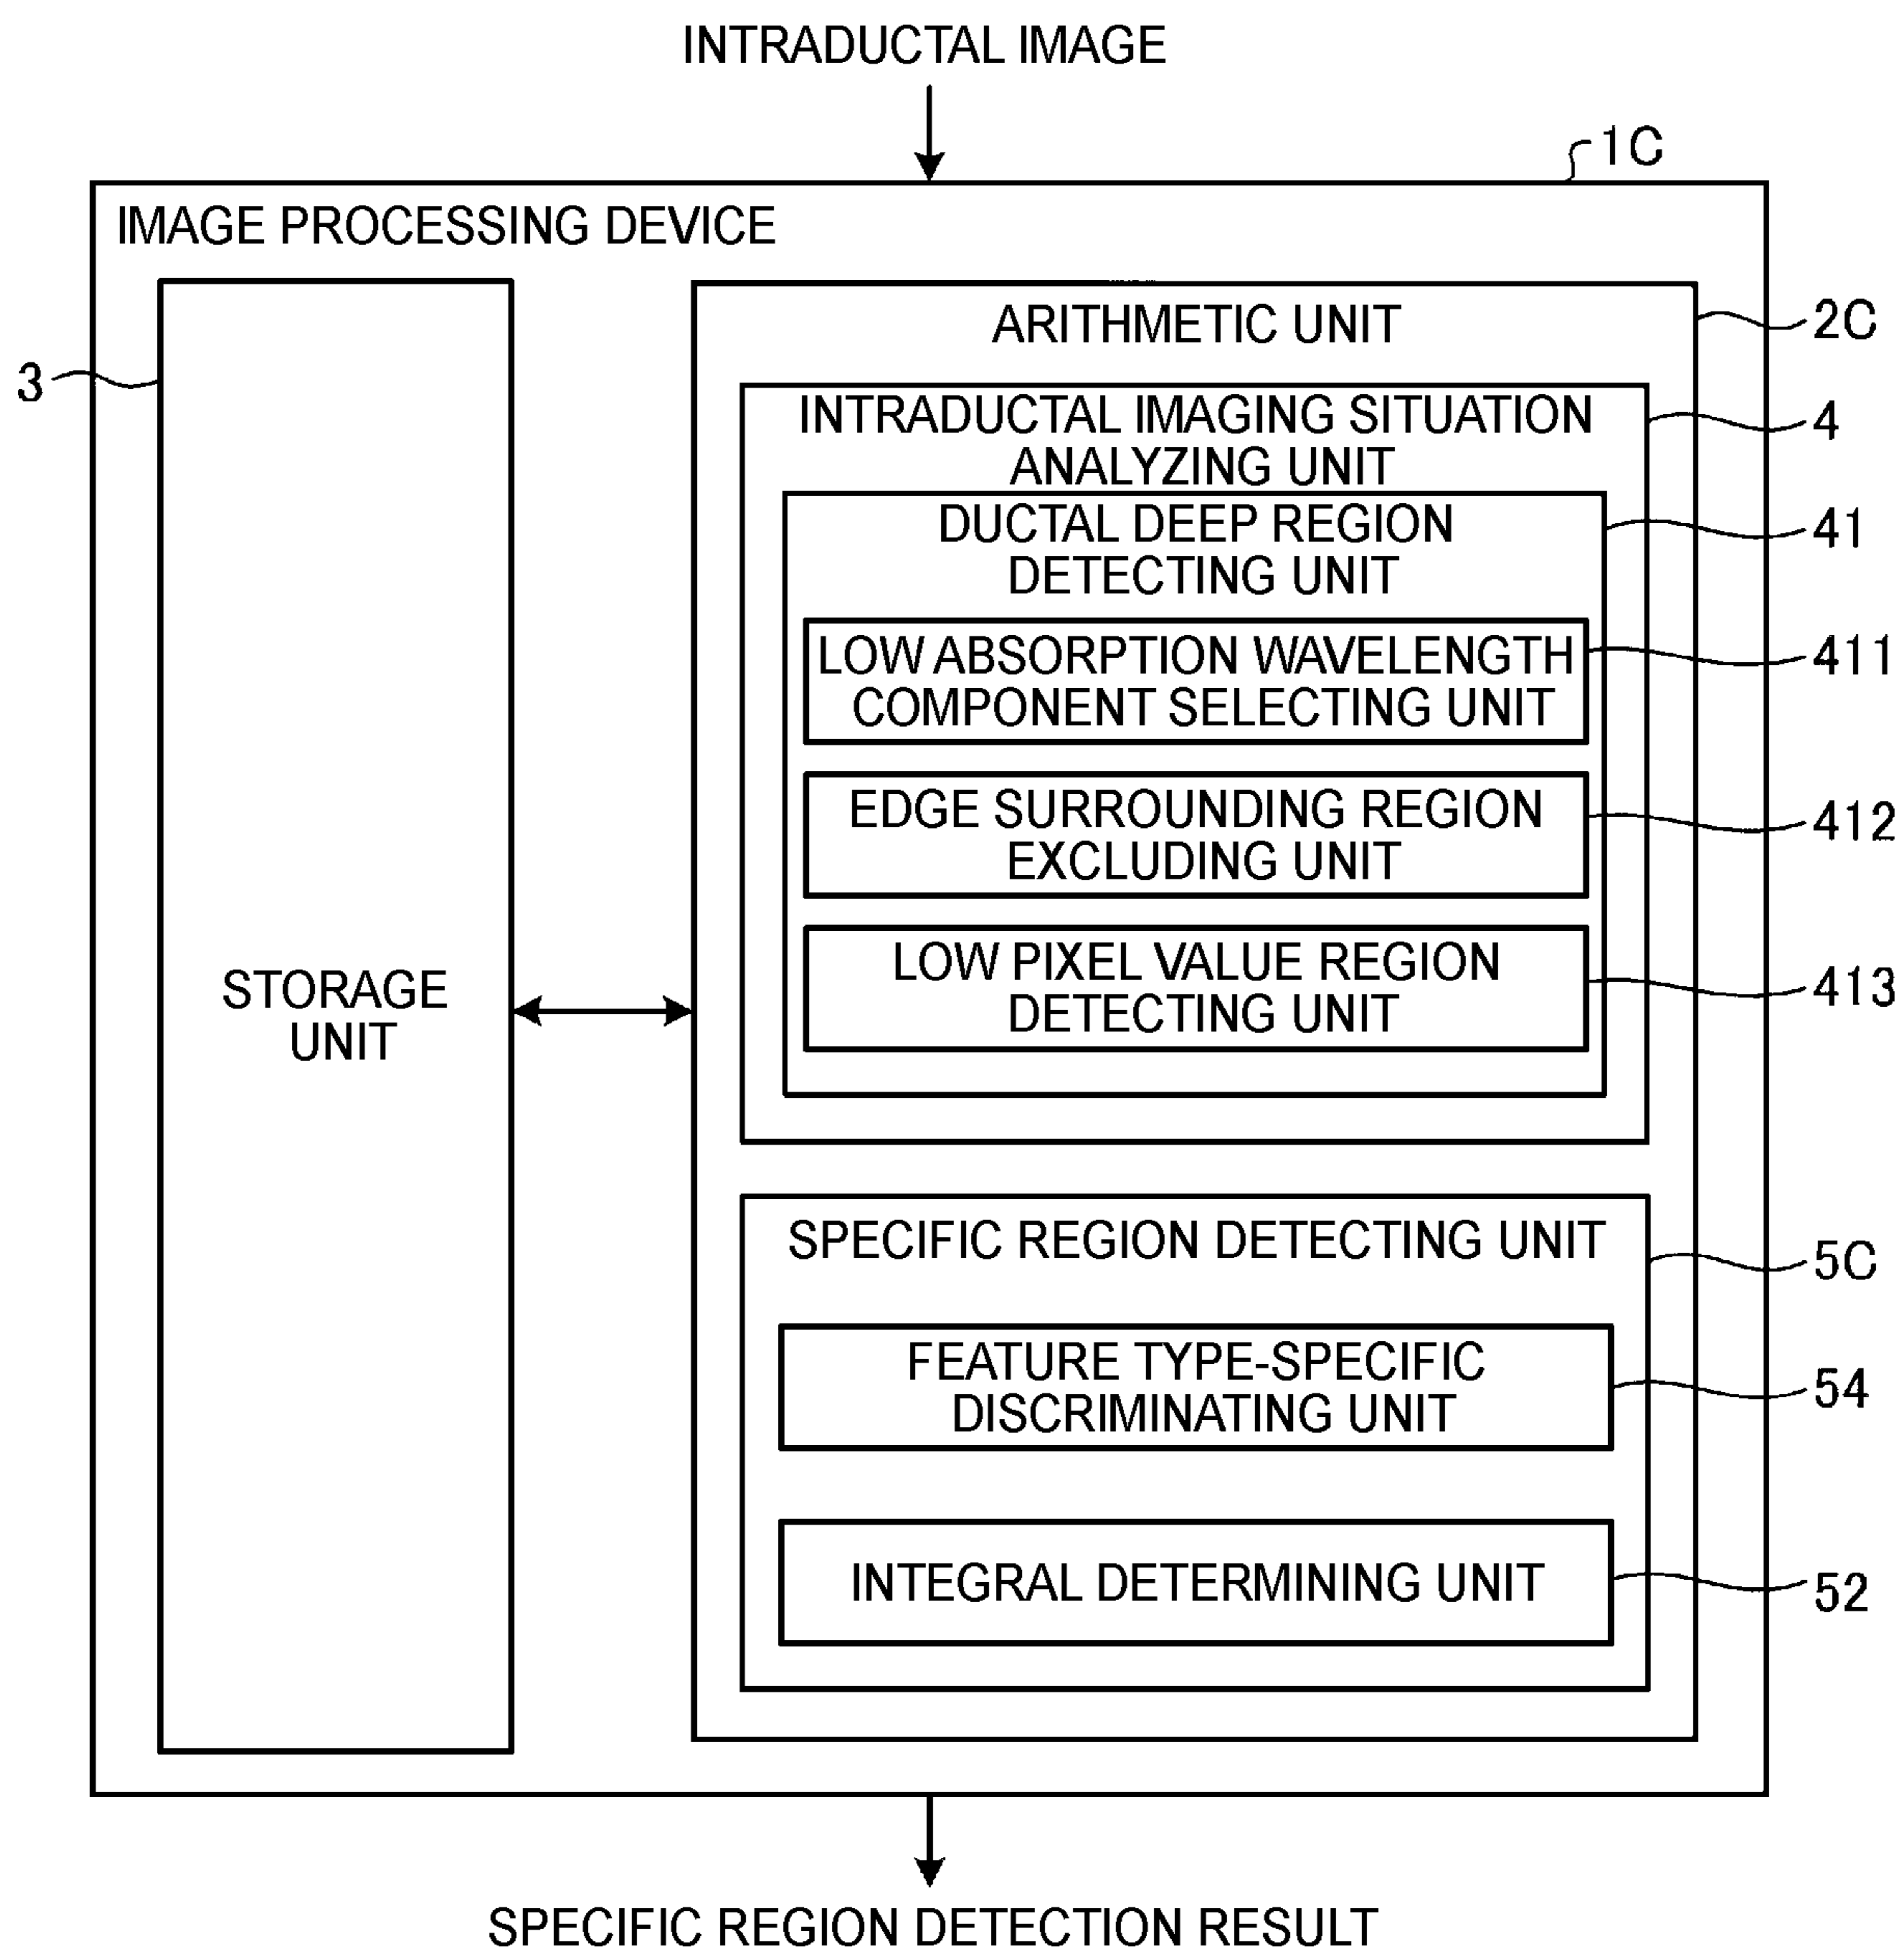 INTRADUCTAL IMAGE
1C
IMAGE PROCESSING DEVICE
ARITHMETIC UNIT
2C
3
INTRADUCTAL IMAGING SITUATION
ANALYZING UNIT
4
DUCTAL DEEP REGION
DETECTING UNIT
41
LOW ABSORPTION WAVELENGTH
COMPONENT SELECTING UNIT
411
EDGE SURROUNDING REGION
EXCLUDING UNIT
412
LOW PIXEL VALUE REGION
DETECTING UNIT
413
STORAGE
UNIT
SPECIFIC REGION DETECTING UNIT
5C
FEATURE TYPE-SPECIFIC
DISCRIMINATING UNIT
54
INTEGRAL DETERMINING UNIT
52
SPECIFIC REGION DETECTION RESULT